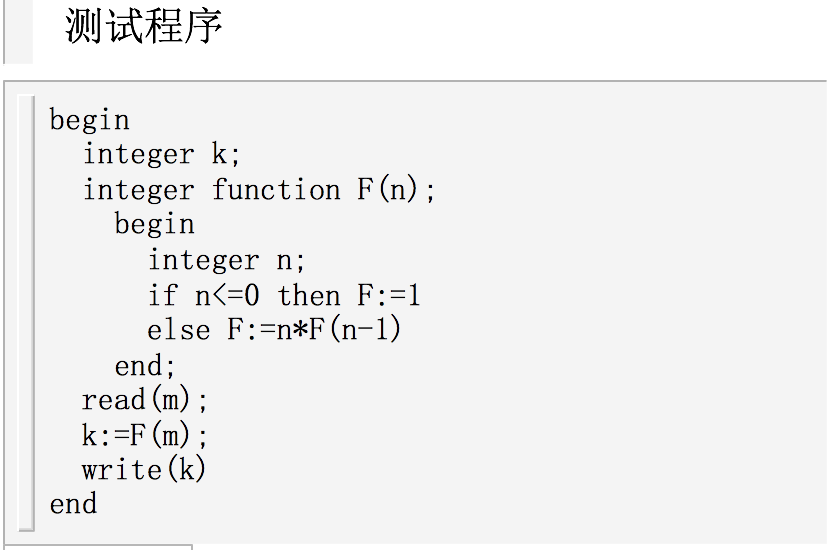 测试程序
begin
  integer k;
  integer function F(n);
    begin
      integer n;
      if n<=0 then F:=1
      else F:=n*F(n-1)
    end;
  read(m);
  k:=F(m);
  write(k)
end